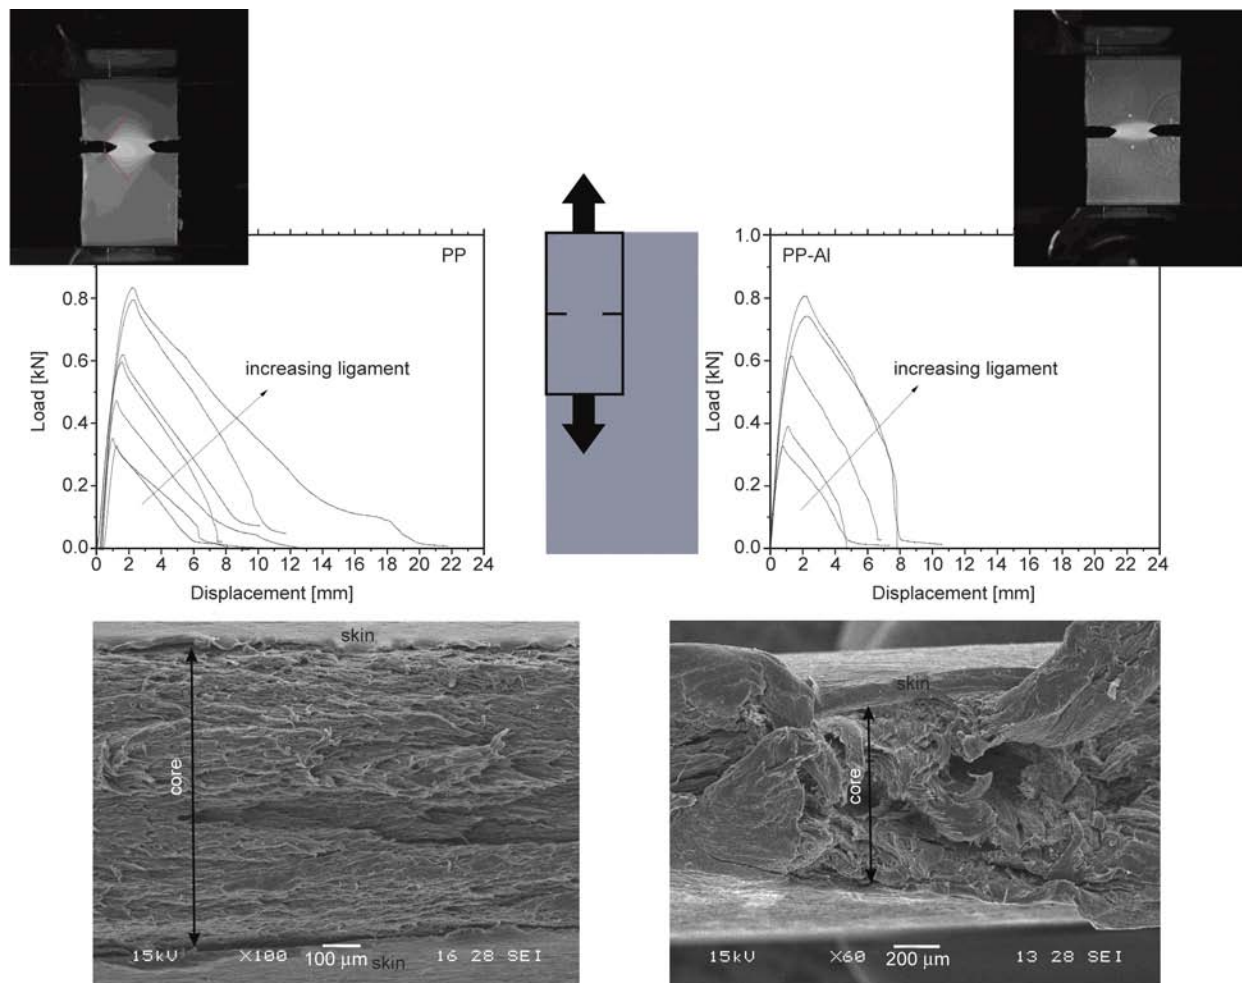 PP
0.8
0.6
0.4
0.2
0.0
Load [kN]
increasing ligament
0 2 4 6 8 10 12 14 16 18 20 22 24
Displacement [mm]
PP-Al
1.0
0.8
0.6
0.4
0.2
0.0
Load [kN]
increasing ligament
0 2 4 6 8 10 12 14 16 18 20 22 24
Displacement [mm]
skin
core
15kV X100 100 µm 16 28 SEI
skin
skin
core
15kV X60 200 µm 13 28 SEI